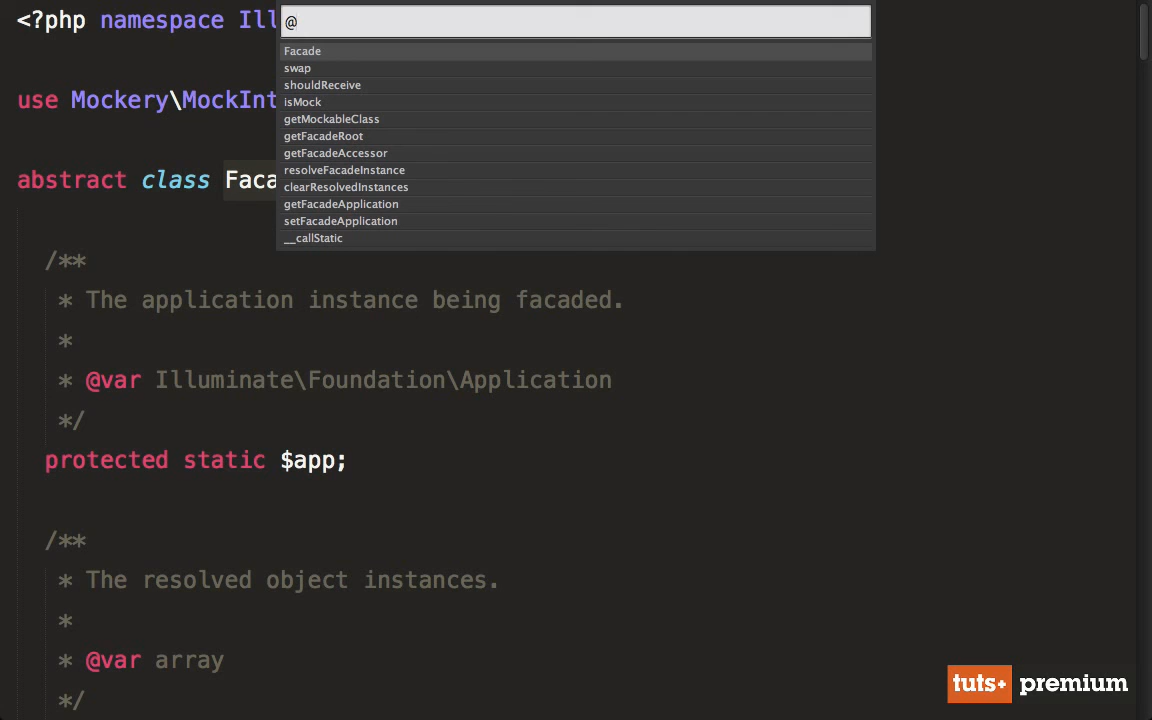 <?php namespace Ill
@
Facade
swap
shouldReceive
isMock
getMockableClass
getFacadeRoot
getFacadeAccessor
resolveFacadeInstance
clearResolvedInstances
getFacadeApplication
setFacadeApplication
__callStatic
use Mockery\MockInt
abstract class Faca
/**
* The application instance being facaded.
*
* @var Illuminate\Foundation\Application
*/
protected static $app;
/**
* The resolved object instances.
*
* @var array
*/
tuts+ premium